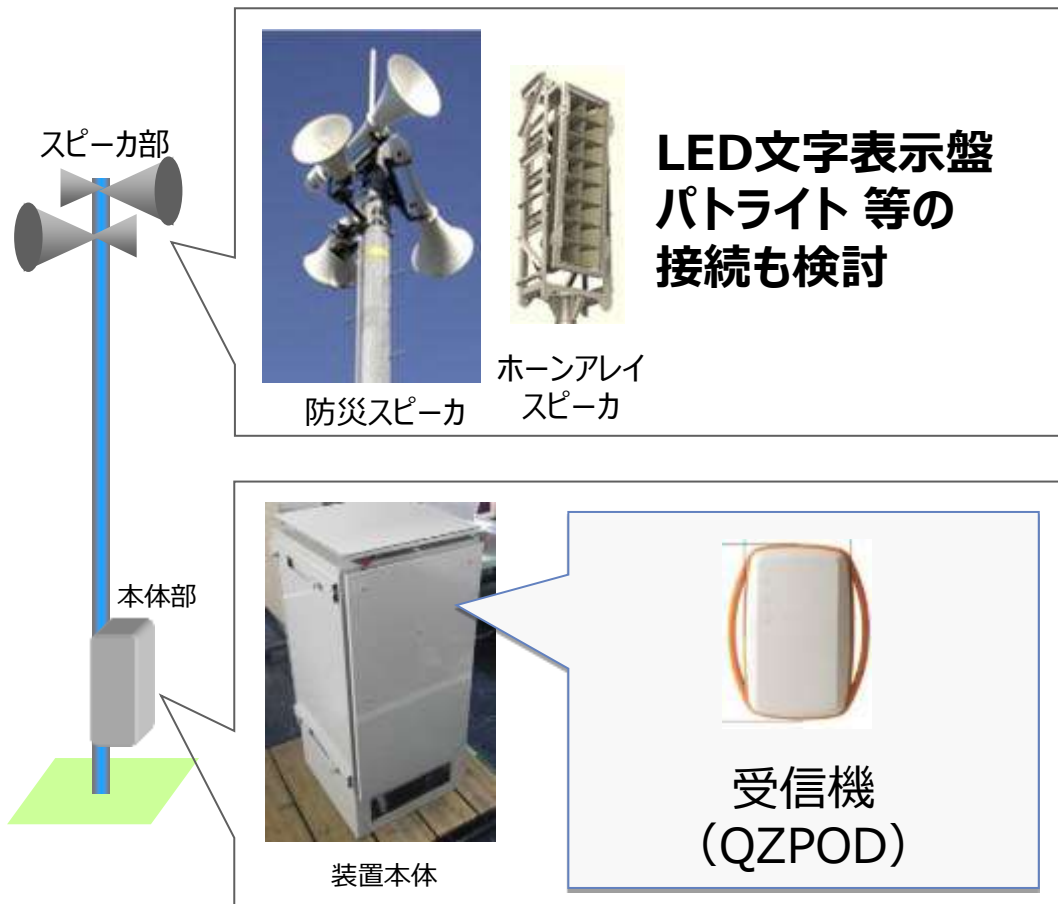 スピーカ部
LED文字表示盤
パトライト 等の
接続も検討
ホーンアレイ
スピーカ
防災スピーカ
本体部
受信機
（QZPOD）
装置本体